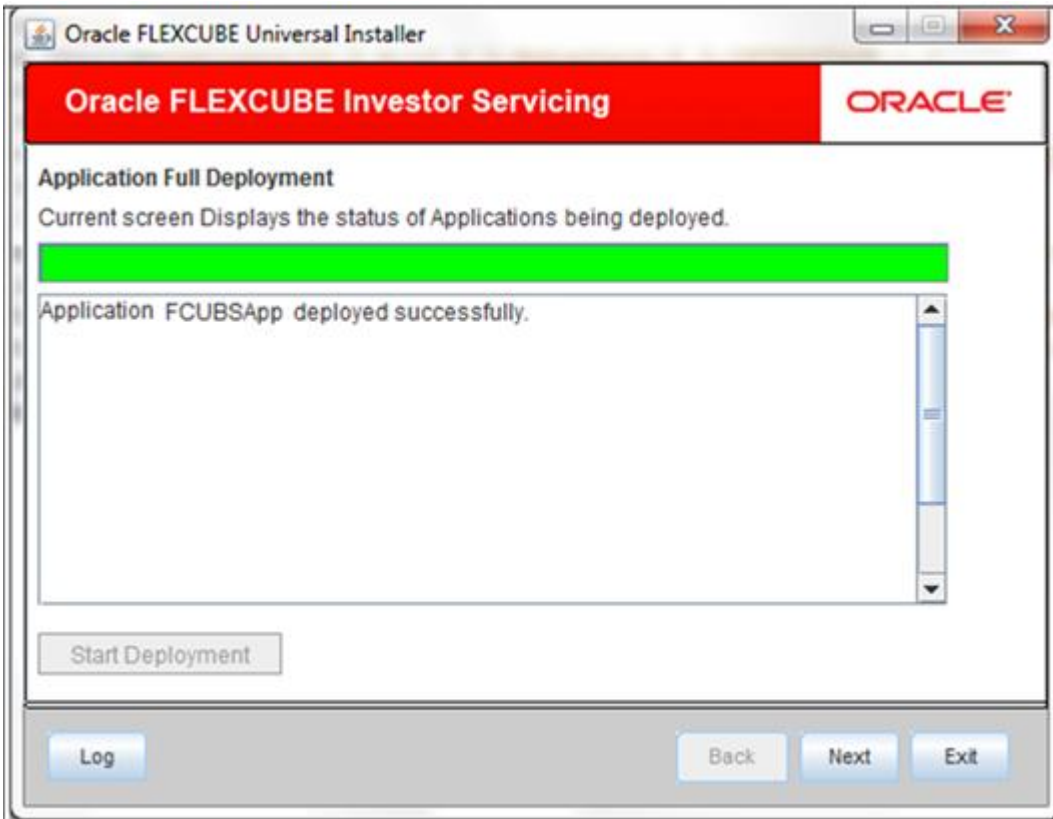 Oracle FLEXCUBE Universal Installer
Oracle FLEXCUBE Investor Servicing
ORACLE
Application Full Deployment
Current screen Displays the status of Applications being deployed.
Application FCUBSApp deployed successfully.
Start Deployment
Log Back Next Exit